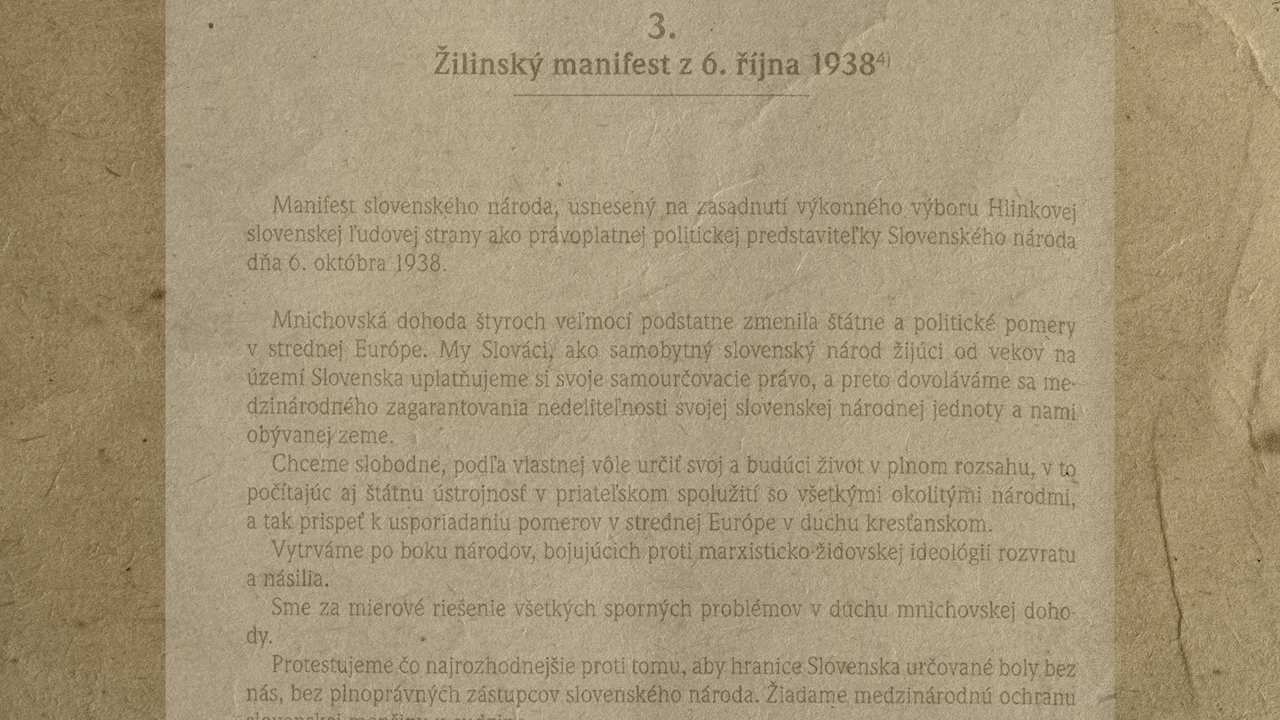 3.
Žilinský manifest z 6. října 1938⁴⁾
Manifest slovenského národa, usnesený na zasadnutí výkonného výboru Hlinkovej
slovenskej ľudovej strany ako právoplatnej politickej predstaviteľky Slovenského národa
dňa 6. októbra 1938.
Mnichovská dohoda štyroch veľmocí podstatne zmenila štátne a politické pomery
v strednej Európe. My Slováci, ako samobytný slovenský národ žijúci od vekov na
území Slovenska uplatňujeme si svoje samourčovacie právo, a preto dovoláváme sa me-
dzinárodného zagarantovania nedeliteľnosti svojej slovenskej národnej jednoty a nami
obývanej zeme.
Chceme slobodne, podľa vlastnej vôle určiť svoj a budúci život v plnom rozsahu, v to
počítajúc aj štátnu ústrojnosť v priateľskom spolužití so všetkými okolitými národmi,
a tak prispeť k usporiadaniu pomerov v strednej Európe v duchu kresťanskom.
Vytrváme po boku národov, bojujúcich proti marxisticko-židovskej ideológii rozvratu
a násilia.
Sme za mierové riešenie všetkých sporných problémov v duchu mnichovskej doho-
dy.
Protestujeme čo najrozhodnejšie proti tomu, aby hranice Slovenska určované boly bez
nás, bez plnoprávných zástupcov slovenského národa. Žiadame medzinárodnú ochranu